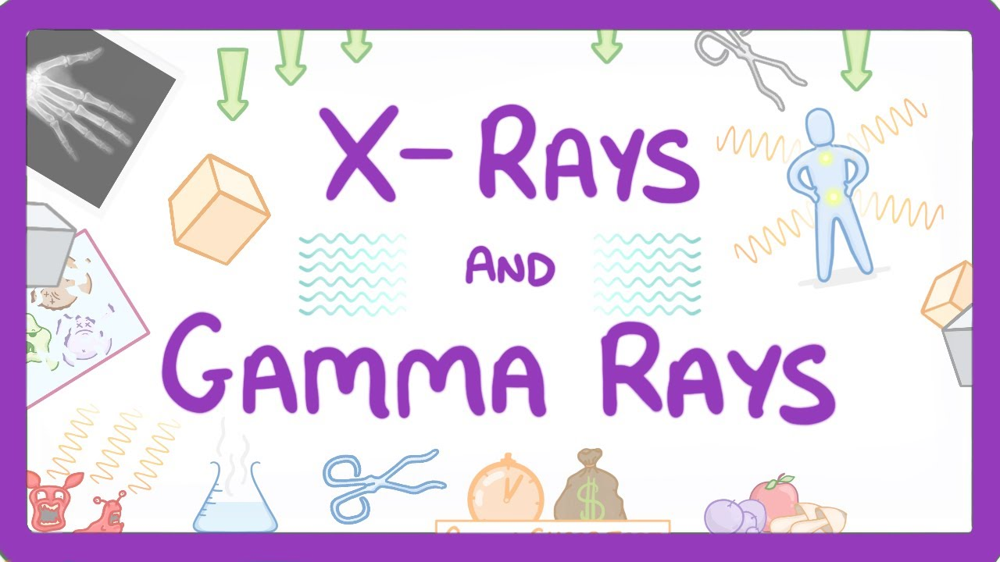 X-RAYS
AND
GAMMA RAYS
$